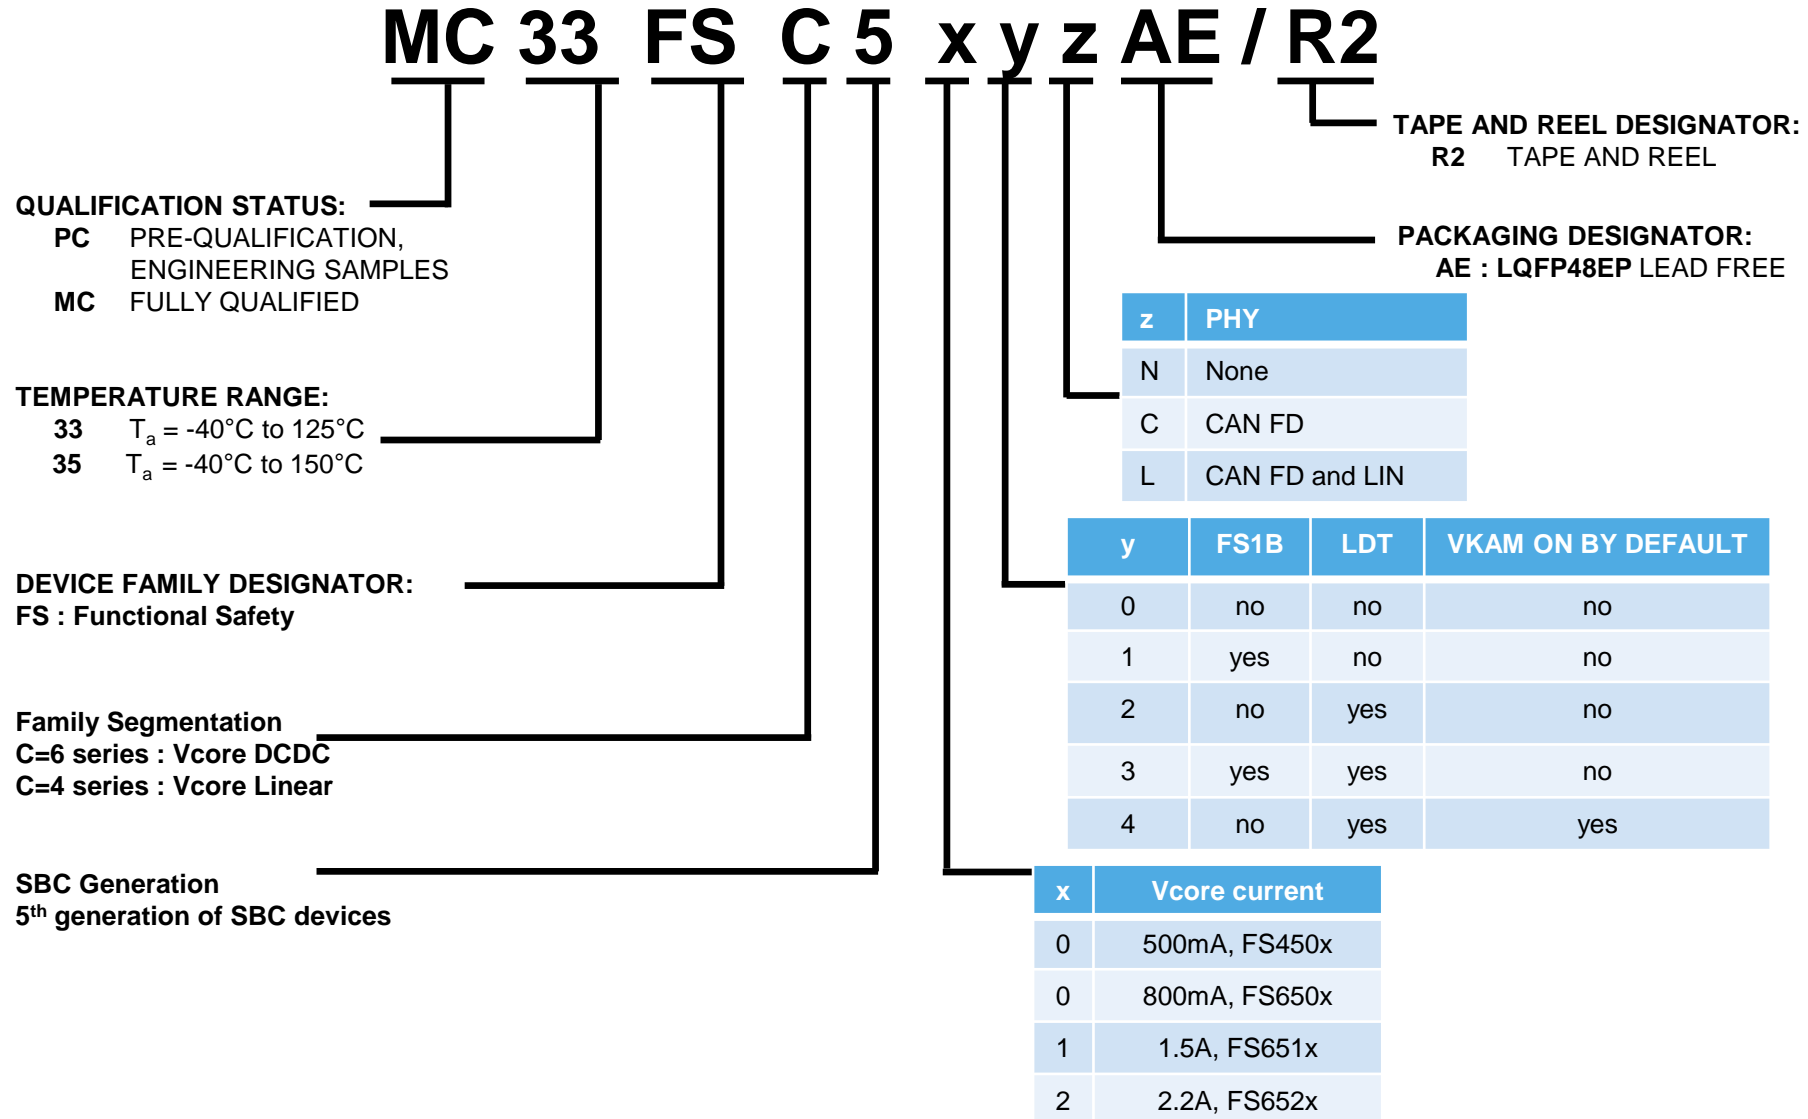 MC 33 FS C 5 x y z AE / R2
TAPE AND REEL DESIGNATOR:
R2 TAPE AND REEL
QUALIFICATION STATUS:
PC PRE-QUALIFICATION,
ENGINEERING SAMPLES
MC FULLY QUALIFIED
PACKAGING DESIGNATOR:
AE : LQFP48EP LEAD FREE
z PHY
N None
C CAN FD
L CAN FD and LIN
TEMPERATURE RANGE:
33 Ta = -40°C to 125°C
35 Ta = -40°C to 150°C
y FS1B LDT VKAM ON BY DEFAULT
0 no no no
1 yes no no
2 no yes no
3 yes yes no
4 no yes yes
DEVICE FAMILY DESIGNATOR:
FS : Functional Safety
Family Segmentation
C=6 series : Vcore DCDC
C=4 series : Vcore Linear
SBC Generation
5th generation of SBC devices
x Vcore current
0 500mA, FS450x
0 800mA, FS650x
1 1.5A, FS651x
2 2.2A, FS652x